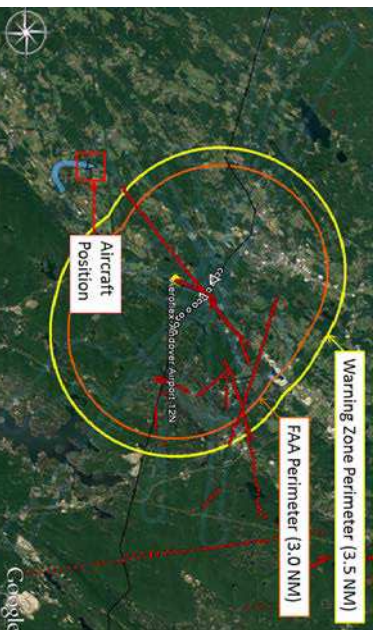 Warning Zone Perimeter (3.5 NM)
FAA Perimeter (3.0 NM)
Aeroflex-Andover Airport-12N
Aircraft
Position
Google